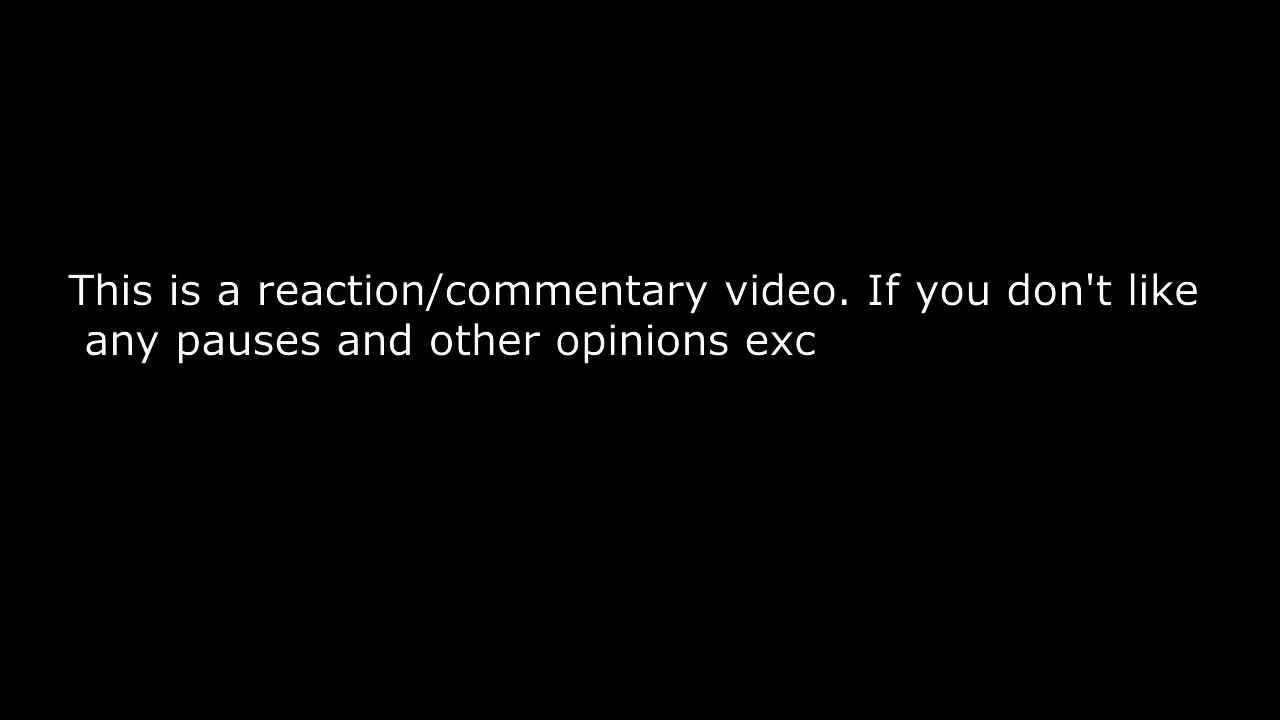 This is a reaction/commentary video. If you don't like
any pauses and other opinions exc